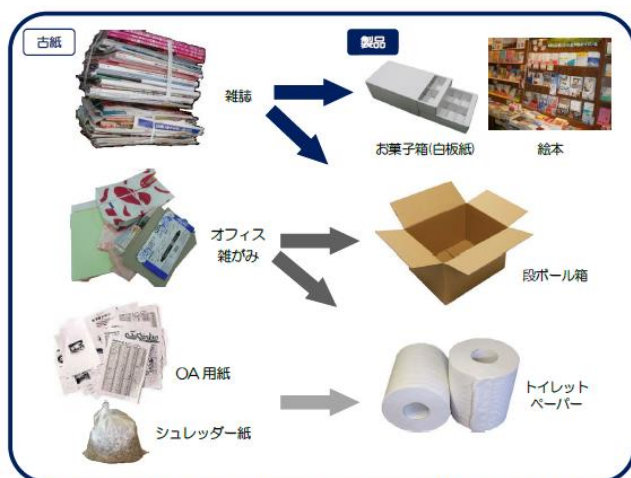 古紙
製品
雑誌
お菓子箱(白板紙)
絵本
オフィス
雑がみ
段ボール箱
OA用紙
シュレッダー紙
トイレット
ペーパー